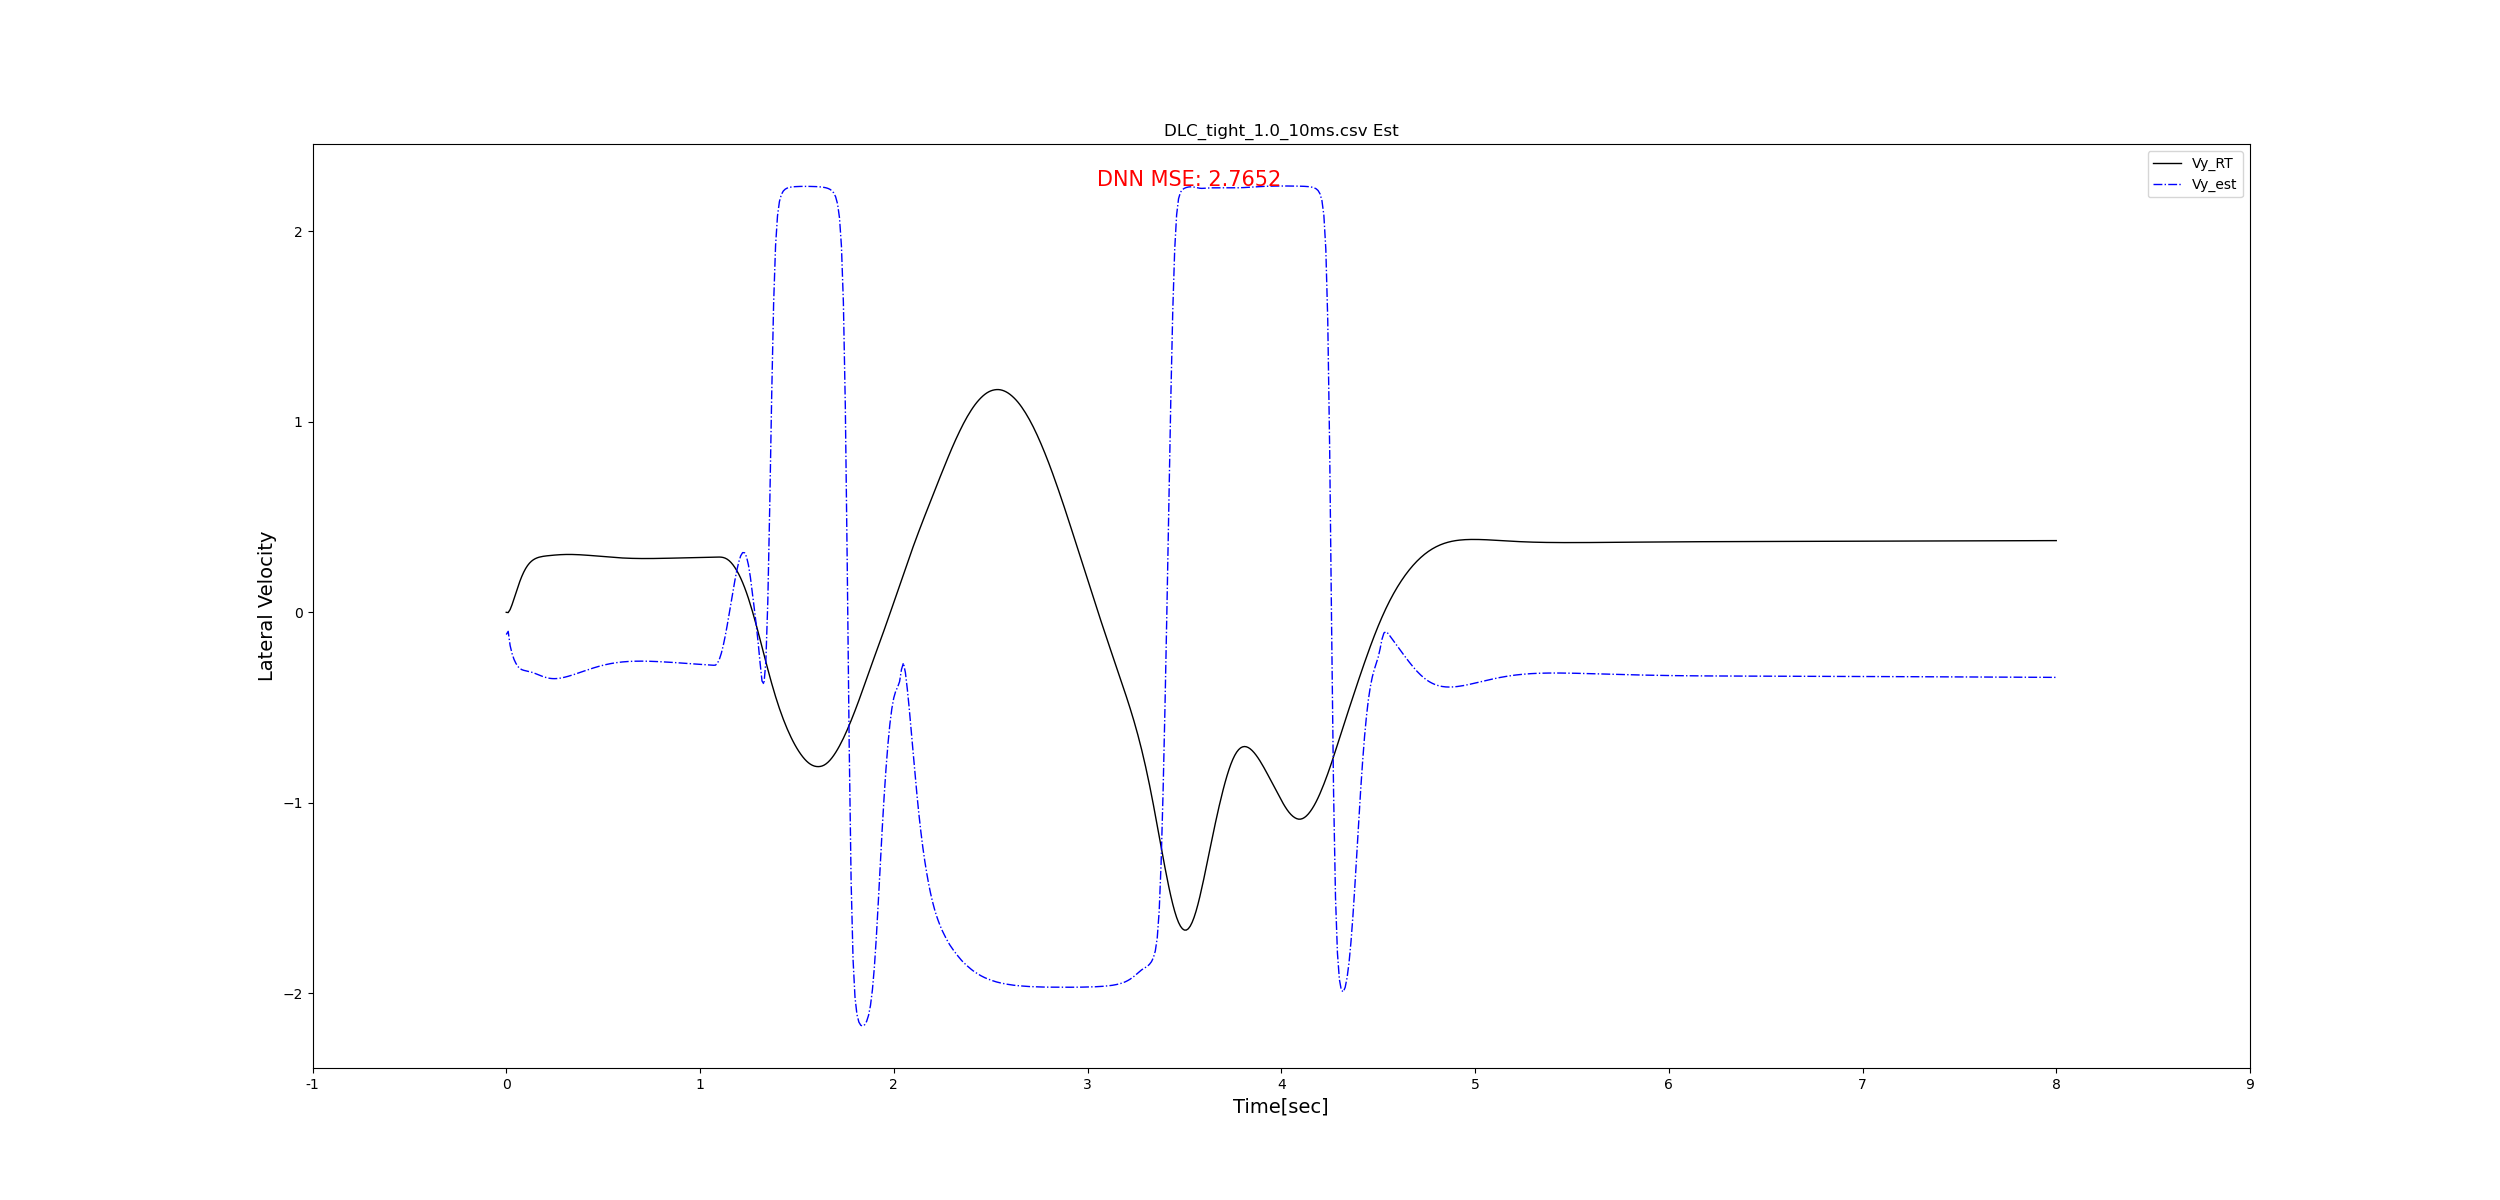 DLC_tight_1.0_10ms.csv Est
DNN MSE: 2.7652
Vy_RT
Vy_est
Lateral Velocity
2
1
0
−1
−2
-1 0 1 2 3 4 5 6 7 8 9
Time[sec]